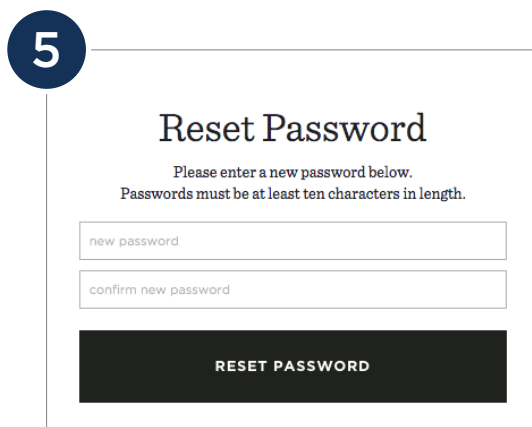 5
Reset Password
Please enter a new password below.
Passwords must be at least ten characters in length.
new password
confirm new password
RESET PASSWORD